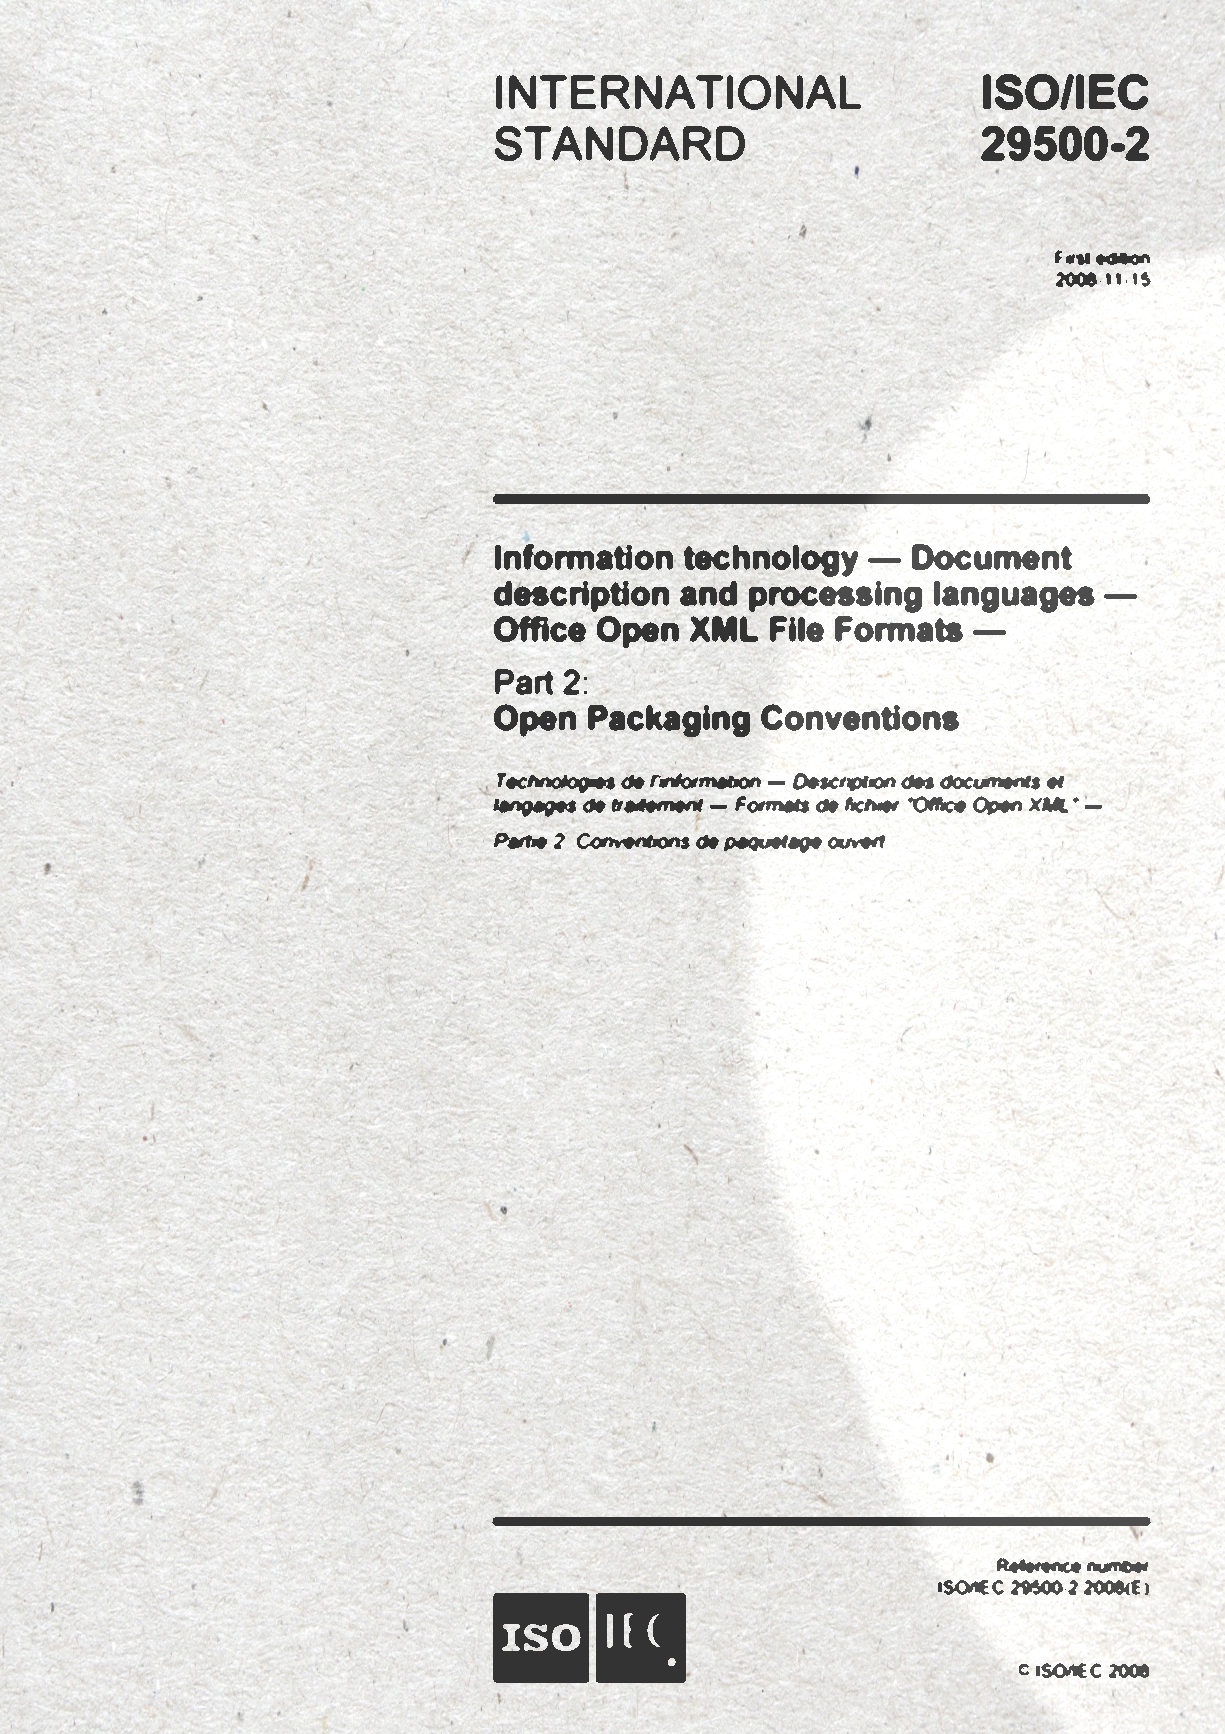 INTERNATIONAL STANDARD
ISO/IEC 29500-2
First edition
2008-11-15
Information technology — Document
description and processing languages —
Office Open XML File Formats —
Part 2:
Open Packaging Conventions
Technologies de l'information — Description des documents et
langages de traitement — Formats de fichier "Office Open XML" —
Partie 2: Conventions de paquetage ouvert
Reference number
ISO/IEC 29500-2:2008(E)
ISO IEC
© ISO/IEC 2008